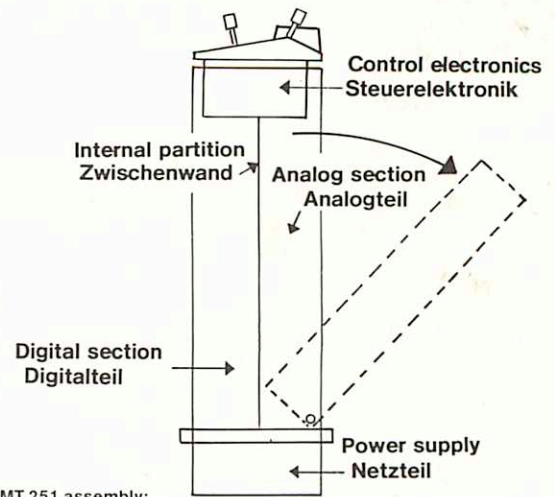 Control electronics
Steuerelektronik
Internal partition
Zwischenwand
Analog section
Analogteil
Digital section
Digitalteil
Power supply
Netzteil
MT 251 assembly: